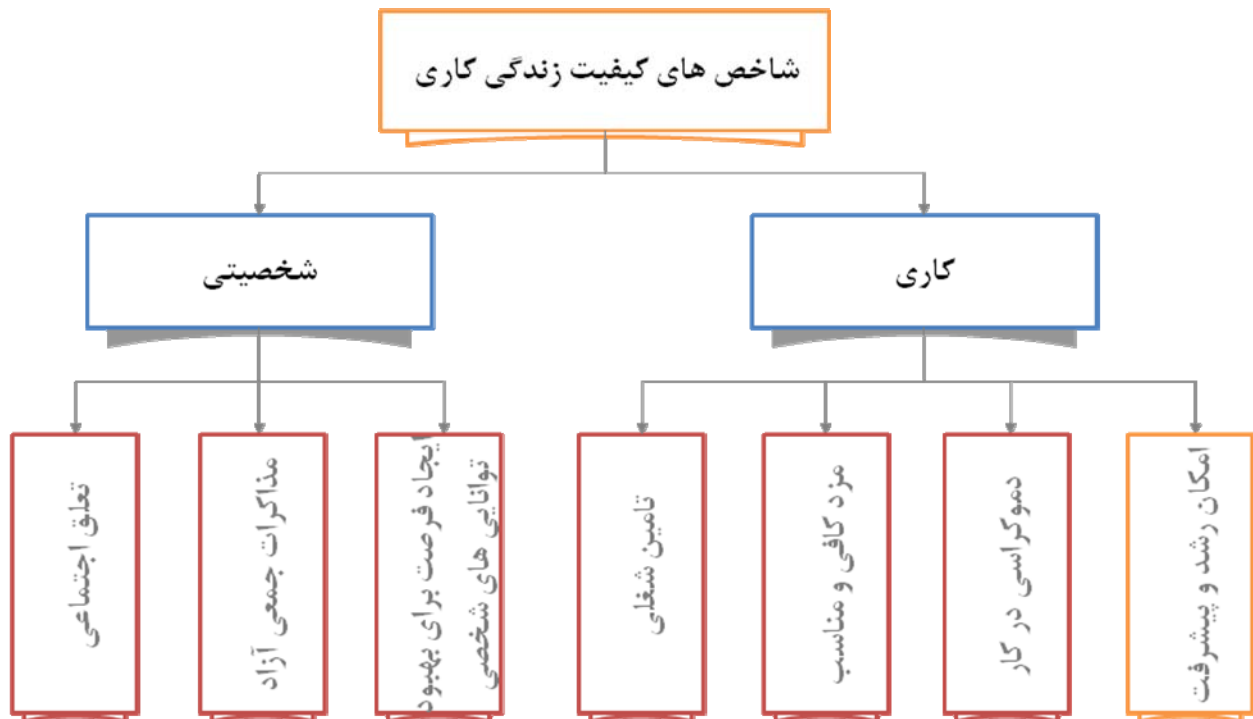 شاخص های کیفیت زندگی کاری
کاری
شخصیتی
امکان رشد و پیشرفت
دموکراسی در کار
مزد کافی و مناسب
تامین شغلی
ایجاد فرصت برای بهبود
توانایی های شخصی
مذاکرات جمعی آزاد
تعلق اجتماعی